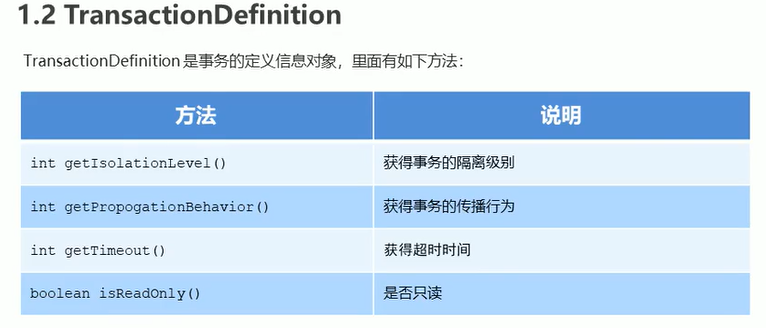 1.2 TransactionDefinition
TransactionDefinition 是事务的定义信息对象，里面有如下方法：
方法 说明
int getIsolationLevel() 获得事务的隔离级别
int getPropogationBehavior() 获得事务的传播行为
int getTimeout() 获得超时时间
boolean isReadOnly() 是否只读